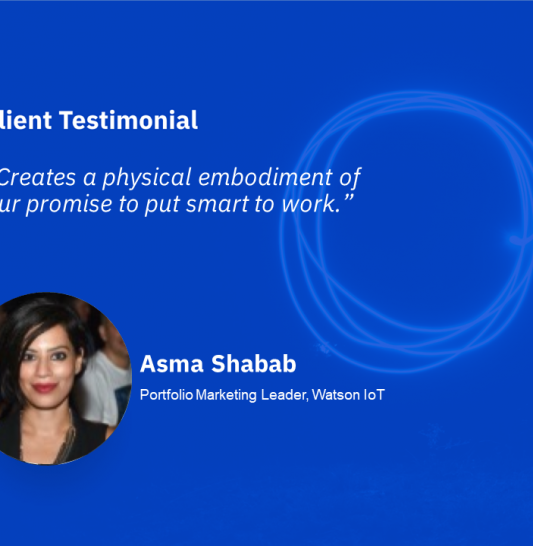 lient Testimonial
Creates a physical embodiment of
ur promise to put smart to work.”
Asma Shabab
Portfolio Marketing Leader, Watson IoT